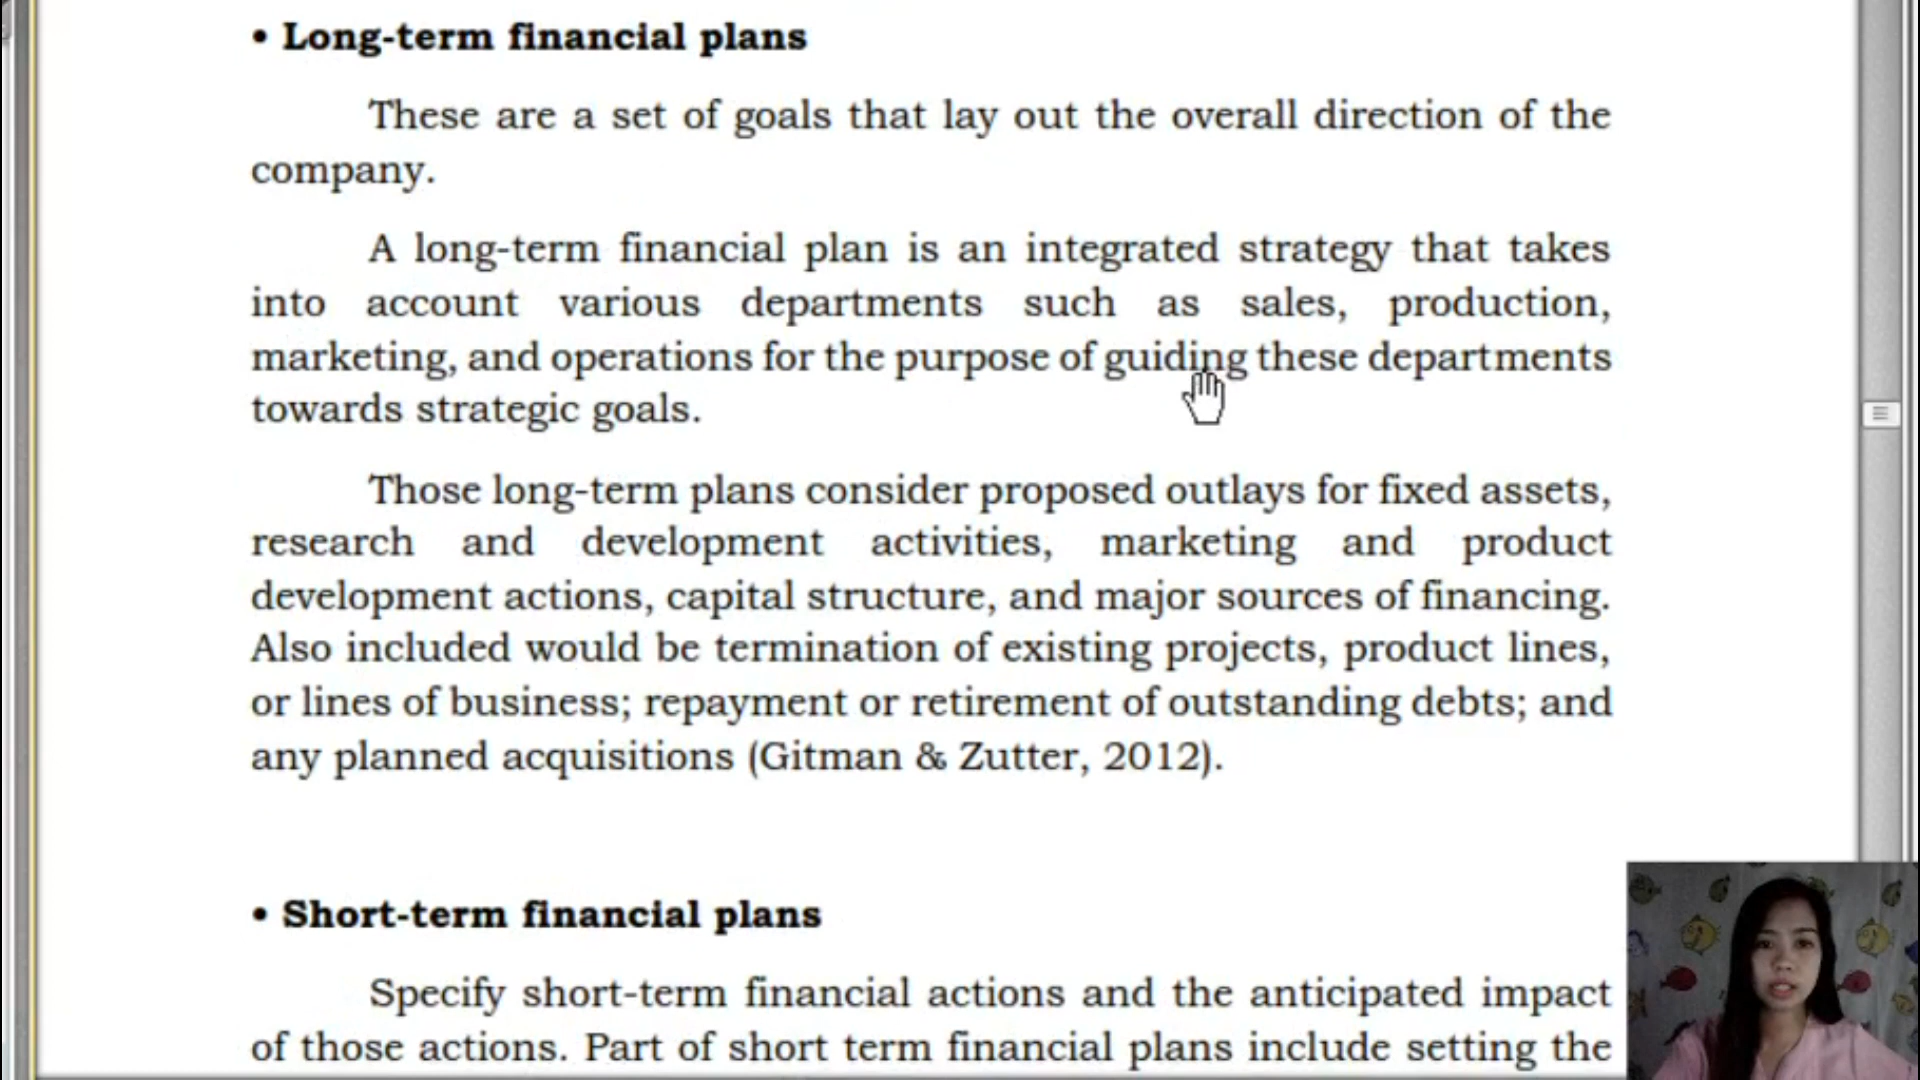 • Long-term financial plans
These are a set of goals that lay out the overall direction of the
company.
A long-term financial plan is an integrated strategy that takes
into account various departments such as sales, production,
marketing, and operations for the purpose of guiding these departments
towards strategic goals.
Those long-term plans consider proposed outlays for fixed assets,
research and development activities, marketing and product
development actions, capital structure, and major sources of financing.
Also included would be termination of existing projects, product lines,
or lines of business; repayment or retirement of outstanding debts; and
any planned acquisitions (Gitman & Zutter, 2012).
• Short-term financial plans
Specify short-term financial actions and the anticipated impact
of those actions. Part of short term financial plans include setting the